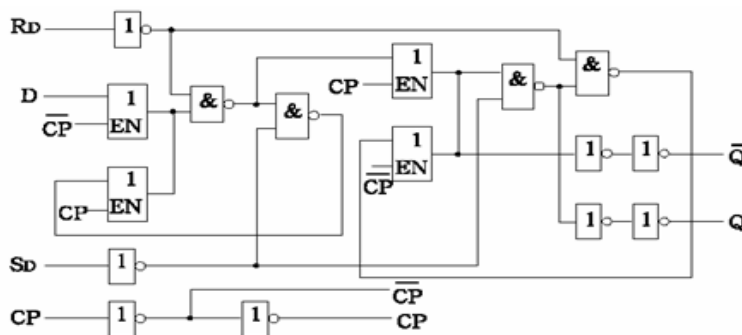 RD 1
1
EN
CP
&
D 1
CP̅ EN
&
&
1
EN
CP̅
&
1 1 Q̅
1
CP EN
1 1 Q
SD 1
CP̅
CP 1 1 CP